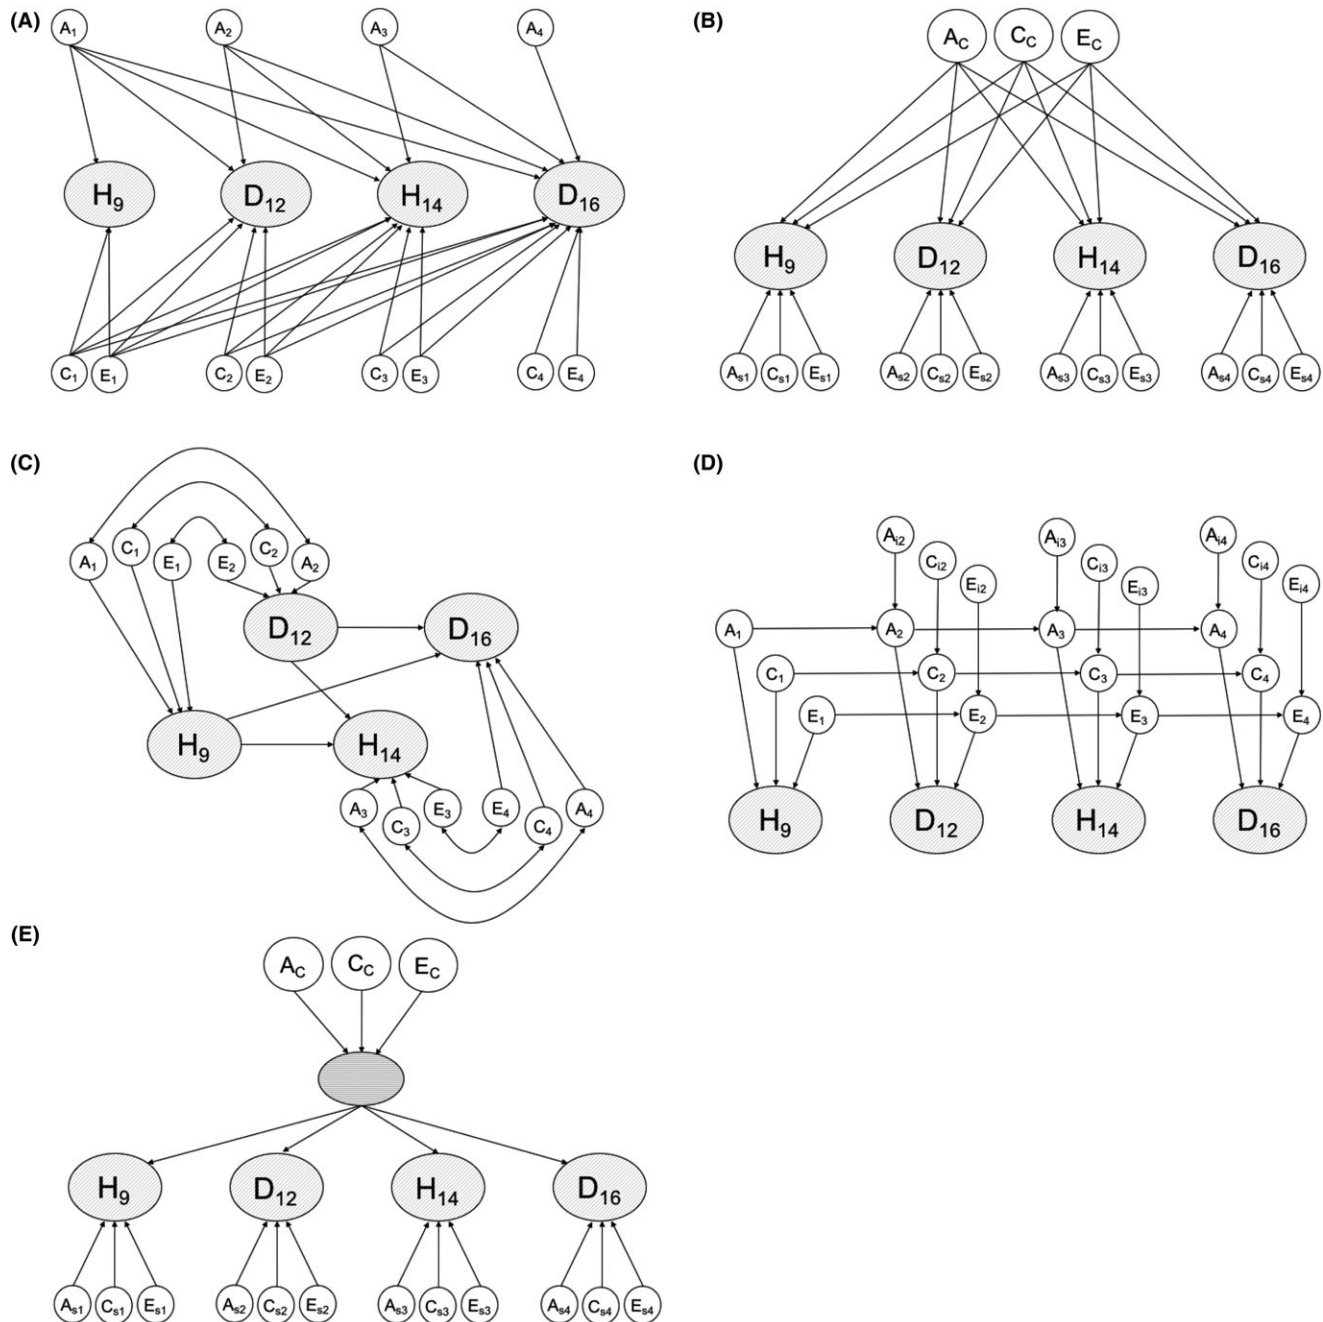 (A) A1 A2 A3 A4
H9 D12 H14 D16
C1 E1 C2 E2 C3 E3 C4 E4
(B) AC CC EC
H9 D12 H14 D16
As1 Cs1 Es1 As2 Cs2 Es2 As3 Cs3 Es3 As4 Cs4 Es4
(C)
A1 C1 E1 E2 C2 A2
D12 D16
H9 H14
A3 C3 E3 E4 C4 A4
(D)
Ai2 Ci2 Ei2 Ai3 Ci3 Ei3 Ai4 Ci4 Ei4
A1 A2 A3 A4
C1 C2 C3 C4
E1 E2 E3 E4
H9 D12 H14 D16
(E)
AC CC EC
H9 D12 H14 D16
As1 Cs1 Es1 As2 Cs2 Es2 As3 Cs3 Es3 As4 Cs4 Es4